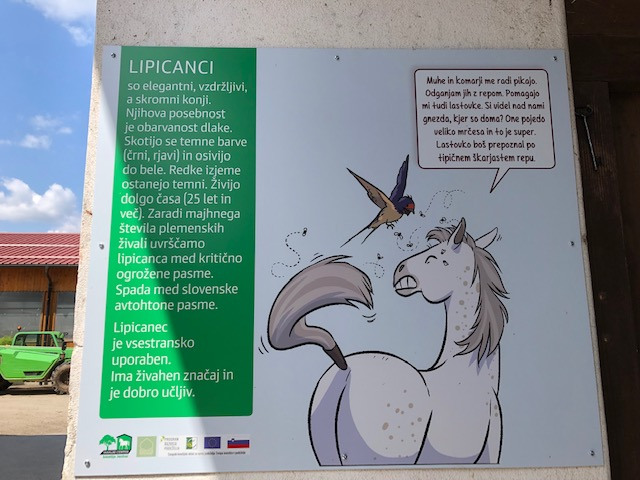 LIPICANCI
so elegantni, vzdržljivi,
a skromni konji.
Njihova posebnost
je obarvanost dlake.
Skotijo se temne barve
(črni, rjavi) in osivijo
do bele. Redke izjeme
ostanejo temni. Živijo
dolgo časa (25 let in
več). Zaradi majhnega
števila plemenskih
živali uvrščamo
lipicanca med kritično
ogrožene pasme.
Spada med slovenske
avtohtone pasme.
Lipicanec
je vsestransko
uporaben.
Ima živahen značaj in
je dobro učljiv.
Muhe in komarji me radi pikajo.
Odganjam jih z repom. Pomagajo
mi tudi lastovke. Si videl nad nami
gnezda, kjer so doma? One pojedo
veliko mrčesa in to je super.
Lastovko boš prepoznal po
tipičnem škarjastem repu.